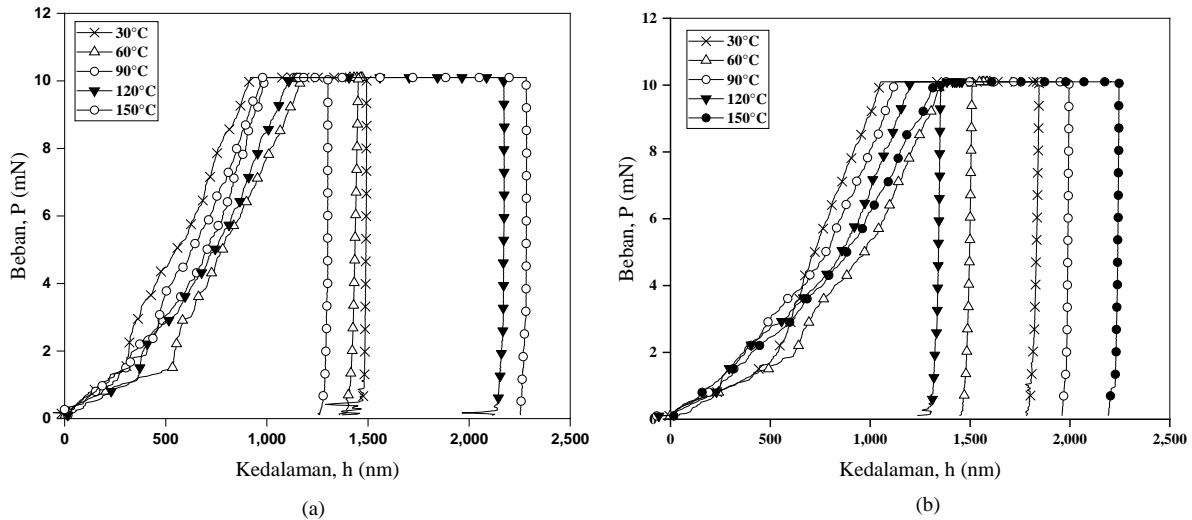 12
10
8
6
4
2
0
Beban, P (mN)
30°C
60°C
90°C
120°C
150°C
0
500
1,000
1,500
2,000
2,500
Kedalaman, h (nm)
(a)
12
10
8
6
4
2
0
Beban, P (mN)
30°C
60°C
90°C
120°C
150°C
0
500
1,000
1,500
2,000
2,500
Kedalaman, h (nm)
(b)